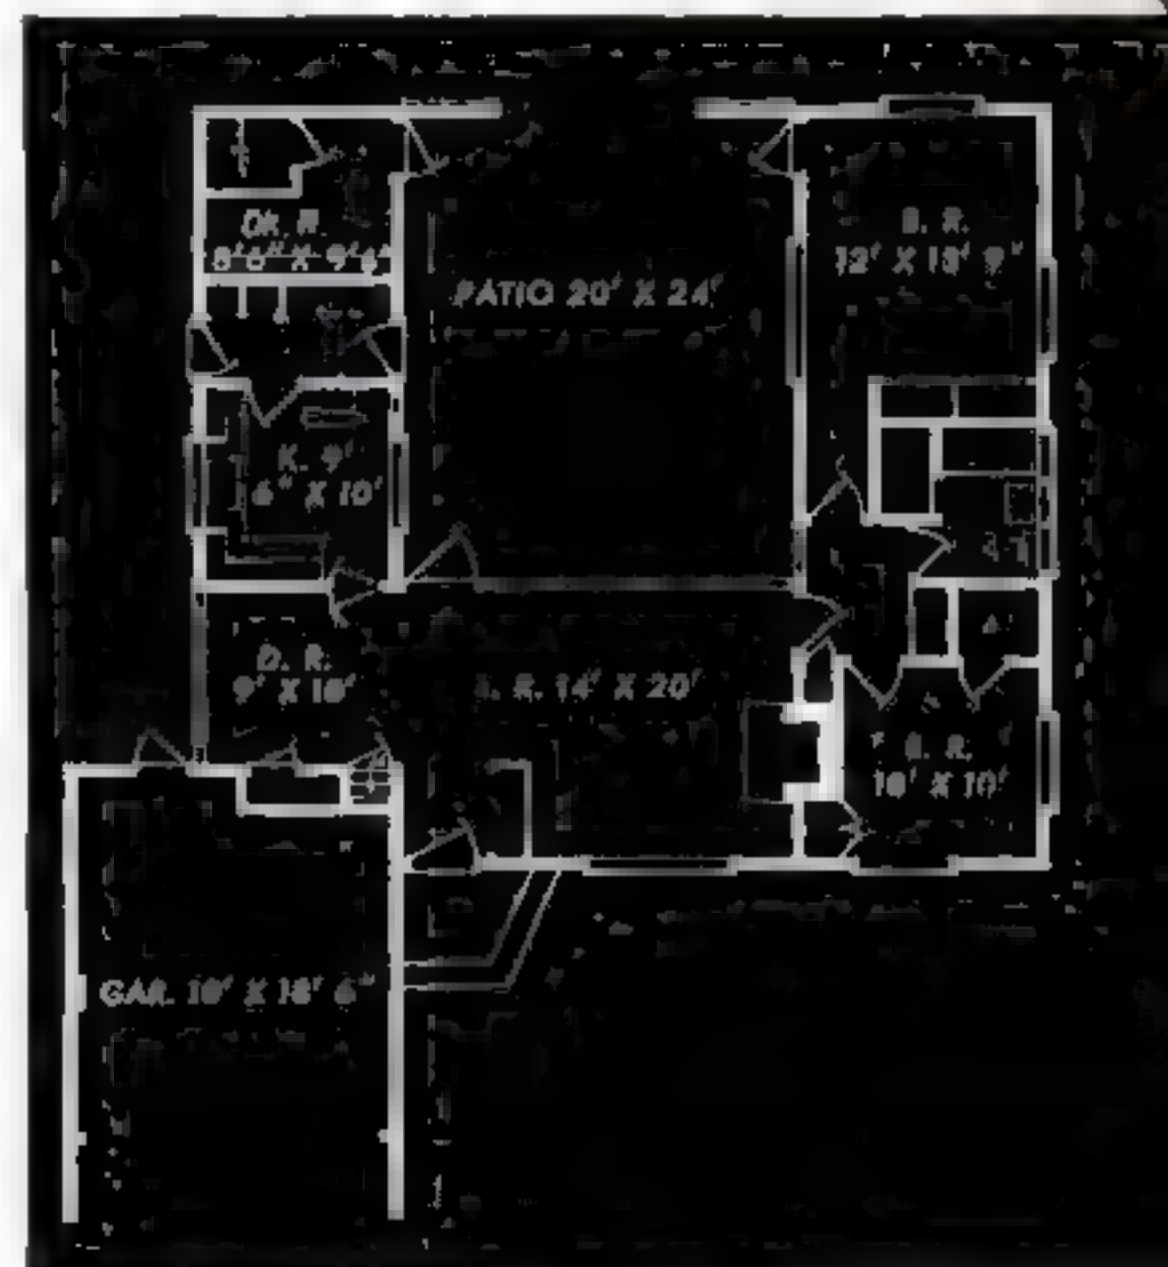 8'6" X 9'6"
PATIO 20' X 24'
B. R.
12' X 13' 9"
K. 9'
6" X 10'
D. R.
9' X 10'
R. 14' X 20'
B. R.
10' X 10'
GAR. 10' X 18' 6"